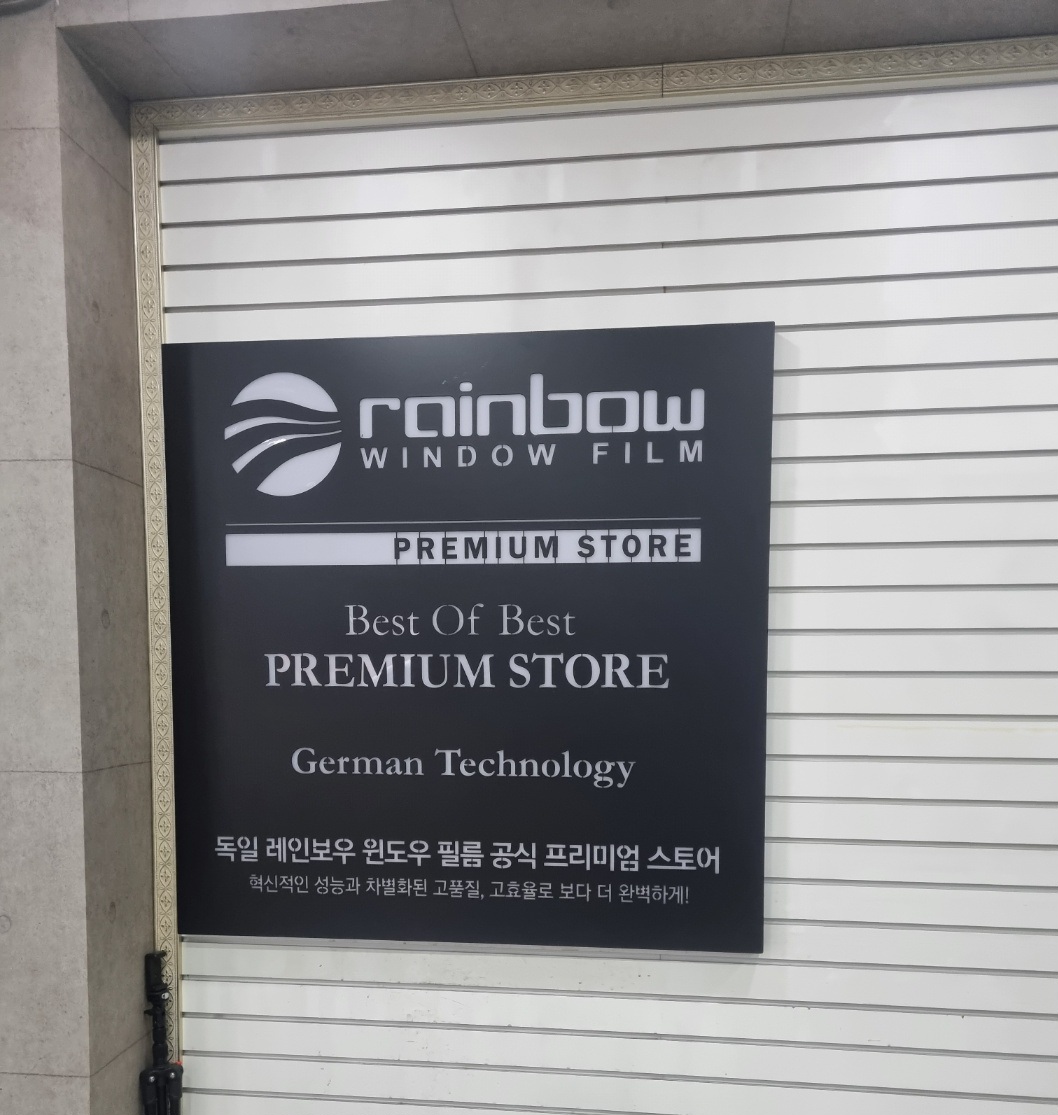 rainbow
WINDOW FILM
PREMIUM STORE
Best Of Best
PREMIUM STORE
German Technology
독일 레인보우 윈도우 필름 공식 프리미엄 스토어
혁신적인 성능과 차별화된 고품질, 고효율로 보다 더 완벽하게!